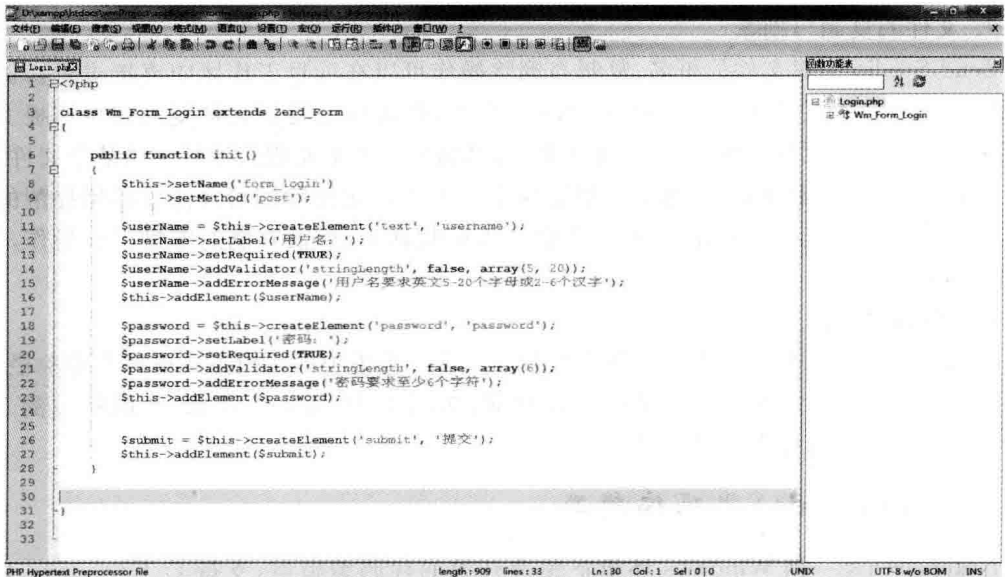 文件(F) 编辑(E) 搜索(S) 视图(V) 格式(M) 语言(L) 设置(T) 宏(O) 运行(R) 插件(P) 窗口(W) ? X
Login.php
函数功能表
1 <?php
2
3 class Wm_Form_Login extends Zend_Form
4 {
5
6 public function init()
7 {
8 $this->setName('form_login')
9 ->setMethod('post');
10
11 $userName = $this->createElement('text', 'username');
12 $userName->setLabel('用户名：');
13 $userName->setRequired(TRUE);
14 $userName->addValidator('stringLength', false, array(5, 20));
15 $userName->addErrorMessage('用户名要求英文5-20个字母或2-6个汉字');
16 $this->addElement($userName);
17
18 $password = $this->createElement('password', 'password');
19 $password->setLabel('密码：');
20 $password->setRequired(TRUE);
21 $password->addValidator('stringLength', false, array(6));
22 $password->addErrorMessage('密码要求至少6个字符');
23 $this->addElement($password);
24
25
26 $submit = $this->createElement('submit', '提交');
27 $this->addElement($submit);
28 }
29
30
31 }
32
33
Login.php
Wm_Form_Login
PHP Hypertext Preprocessor file length : 909 lines : 33 Ln : 30 Col : 1 Sel : 0 | 0 UNIX UTF-8 w/o BOM INS